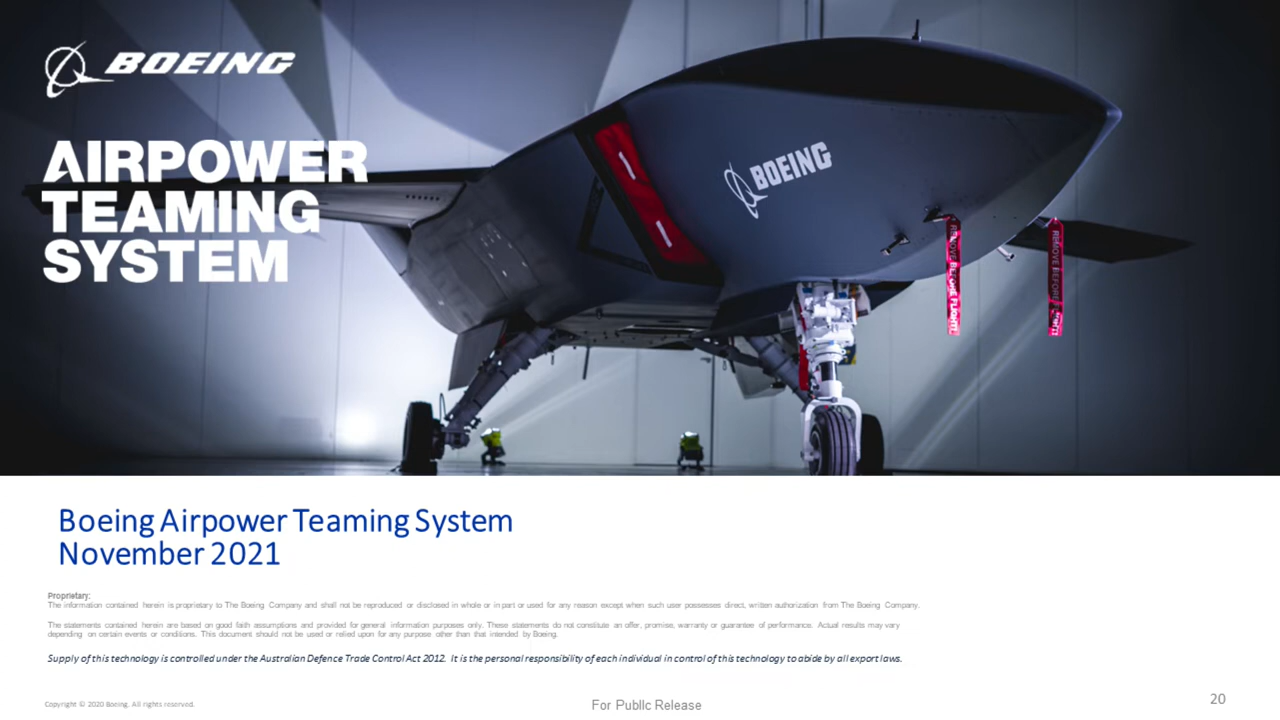 BOEING
AIRPOWER
TEAMING
SYSTEM
BOEING
REMOVE BEFORE FLIGHT
REMOVE BEFORE
Boeing Airpower Teaming System
November 2021
Proprietary:
The information contained herein is proprietary to The Boeing Company and shall not be reproduced or disclosed in whole or in part or used for any reason except when such user possesses direct, written authorization from The Boeing Company.
The statements contained herein are based on good faith assumptions and provided for general information purposes only. These statements do not constitute an offer, promise, warranty or guarantee of performance. Actual results may vary
depending on certain events or conditions. This document should not be used or relied upon for any purpose other than that intended by Boeing.
Supply of this technology is controlled under the Australian Defence Trade Control Act 2012. It is the personal responsibility of each individual in control of this technology to abide by all export laws.
Copyright © 2020 Boeing. All rights reserved.
For Public Release
20